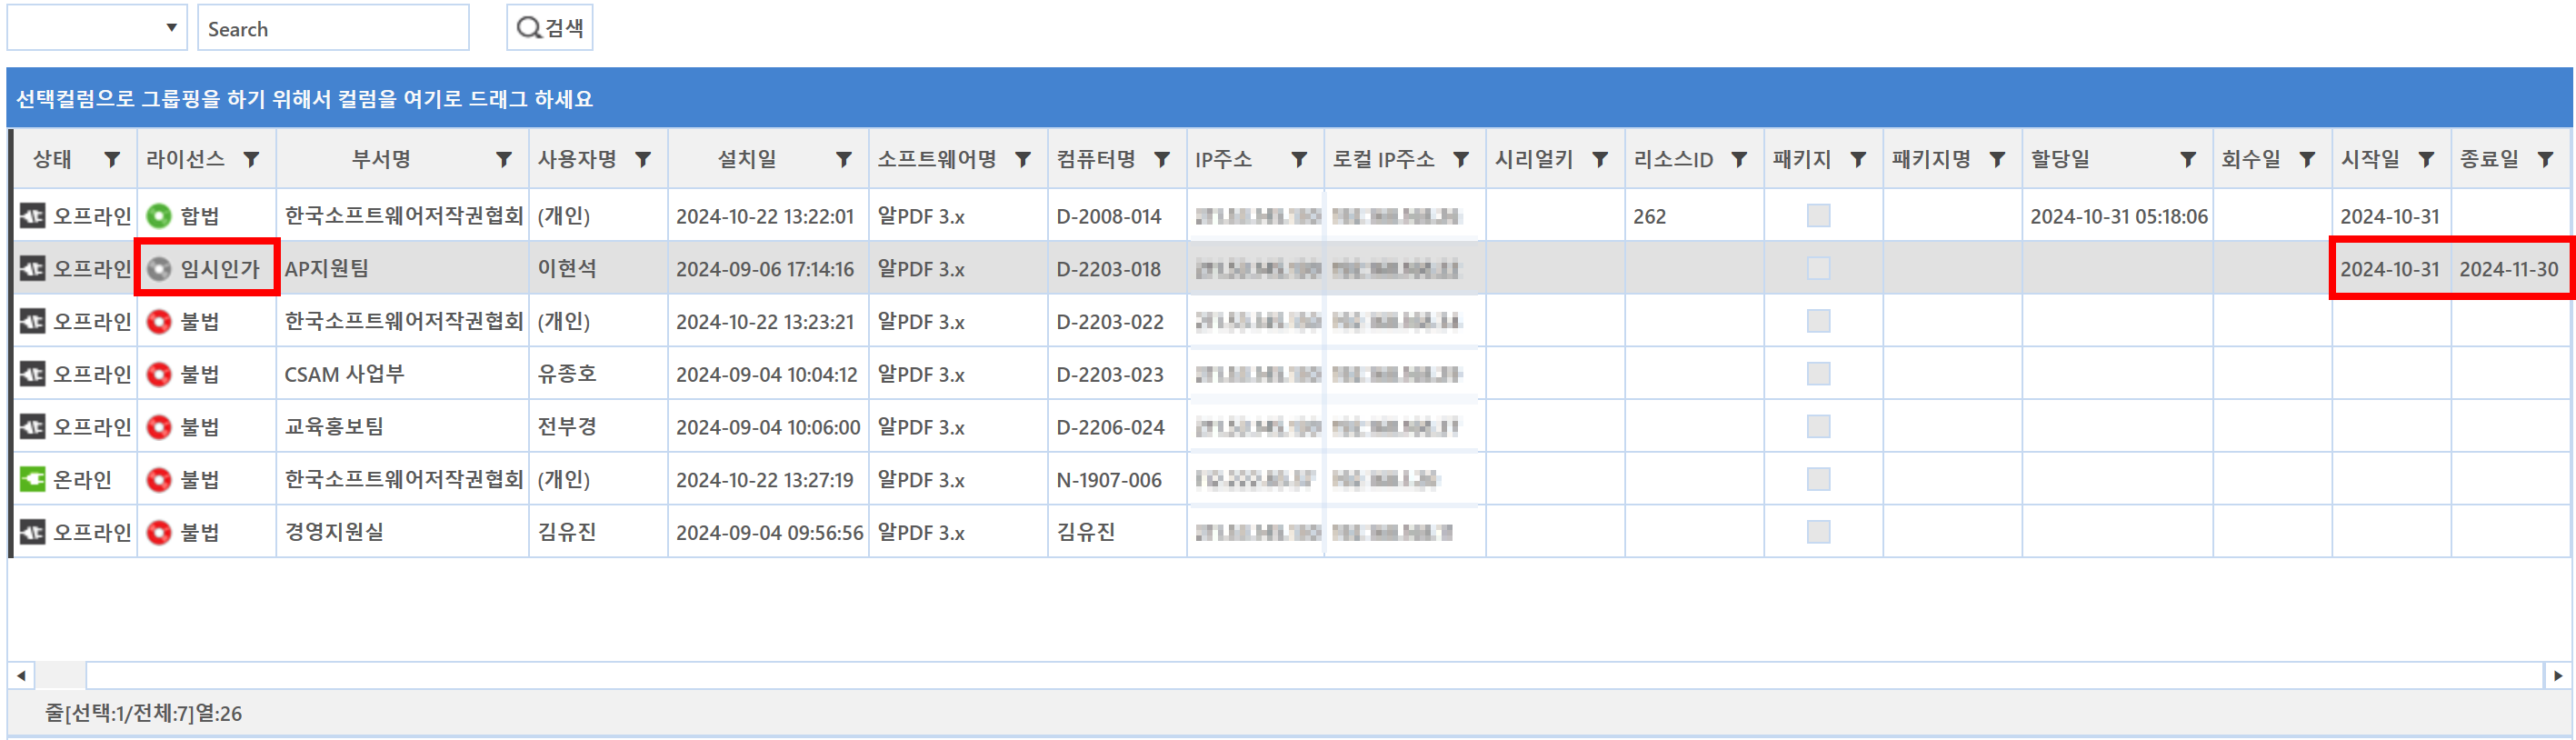 Search 검색
선택컬럼으로 그룹핑을 하기 위해서 컬럼을 여기로 드래그 하세요
상태 라이선스 부서명 사용자명 설치일 소프트웨어명 컴퓨터명 IP주소 로컬 IP주소 시리얼키 리소스ID 패키지 패키지명 할당일 회수일 시작일 종료일
오프라인 합법 한국소프트웨어저작권협회 (개인) 2024-10-22 13:22:01 알PDF 3.x D-2008-014 262 2024-10-31 05:18:06 2024-10-31
오프라인 임시인가 AP지원팀 이현석 2024-09-06 17:14:16 알PDF 3.x D-2203-018 2024-10-31 2024-11-30
오프라인 불법 한국소프트웨어저작권협회 (개인) 2024-10-22 13:23:21 알PDF 3.x D-2203-022
오프라인 불법 CSAM 사업부 유종호 2024-09-04 10:04:12 알PDF 3.x D-2203-023
오프라인 불법 교육홍보팀 전부경 2024-09-04 10:06:00 알PDF 3.x D-2206-024
온라인 불법 한국소프트웨어저작권협회 (개인) 2024-10-22 13:27:19 알PDF 3.x N-1907-006
오프라인 불법 경영지원실 김유진 2024-09-04 09:56:56 알PDF 3.x 김유진
줄[선택:1/전체:7]열:26